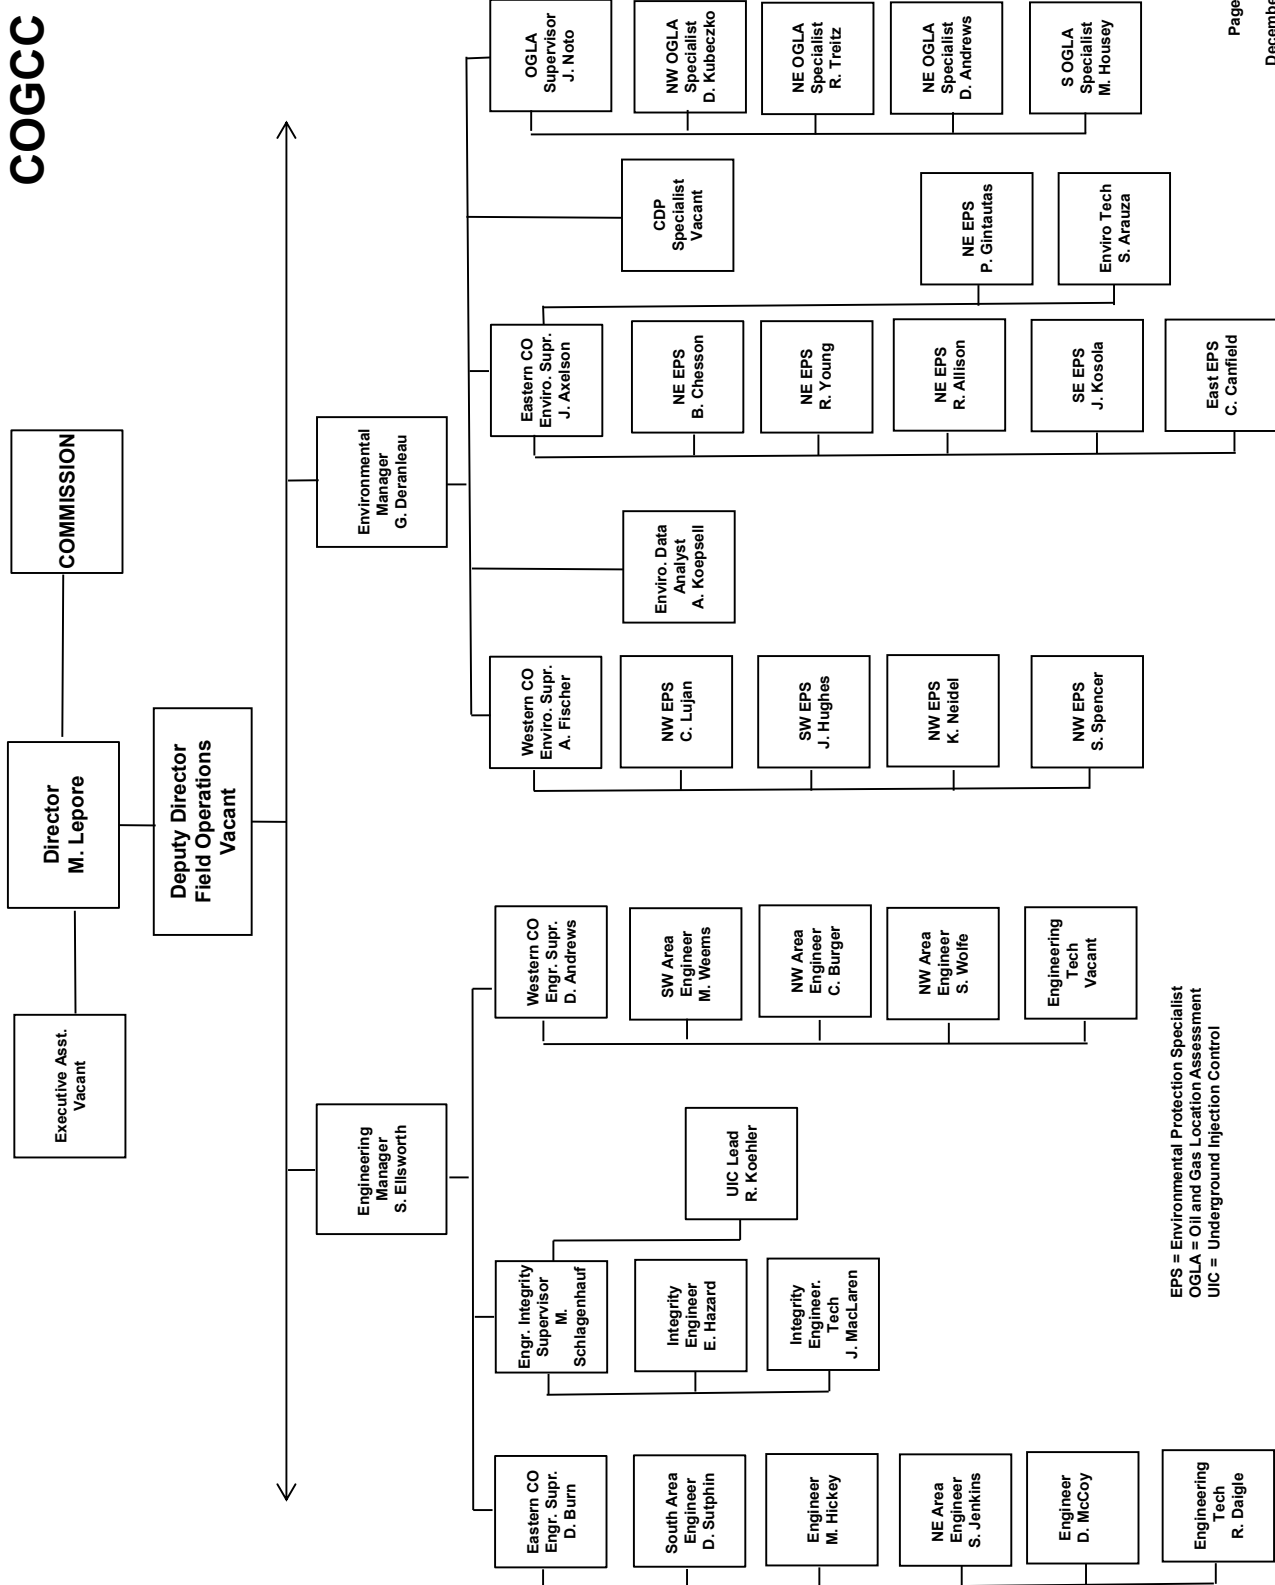 COGCC
COMMISSION
Director
M. Lepore
Executive Asst.
Vacant
Deputy Director
Field Operations
Vacant
Engineering
Manager
S. Ellsworth
Environmental
Manager
G. Deranleau
Eastern CO
Engr. Supr.
D. Burn
South Area
Engineer
D. Sutphin
Engineer
M. Hickey
NE Area
Engineer
S. Jenkins
Engineer
D. McCoy
Engineering
Tech
R. Daigle
Engr. Integrity
Supervisor
M.
Schlagenhauf
Integrity
Engineer
E. Hazard
Integrity
Engineer.
Tech
J. MacLaren
UIC Lead
R. Koehler
Western CO
Engr. Supr.
D. Andrews
SW Area
Engineer
M. Weems
NW Area
Engineer
C. Burger
NW Area
Engineer
S. Wolfe
Engineering
Tech
Vacant
Western CO
Enviro. Supr.
A. Fischer
NW EPS
C. Lujan
SW EPS
J. Hughes
NW EPS
K. Neidel
NW EPS
S. Spencer
Enviro. Data
Analyst
A. Koepsell
Eastern CO
Enviro. Supr.
J. Axelson
NE EPS
B. Chesson
NE EPS
R. Young
NE EPS
R. Allison
SE EPS
J. Kosola
East EPS
C. Canfield
NE EPS
P. Gintautas
Enviro Tech
S. Arauza
CDP
Specialist
Vacant
OGLA
Supervisor
J. Noto
NW OGLA
Specialist
D. Kubeczko
NE OGLA
Specialist
R. Treitz
NE OGLA
Specialist
D. Andrews
S OGLA
Specialist
M. Housey
EPS = Environmental Protection Specialist
OGLA = Oil and Gas Location Assessment
UIC = Underground Injection Control
Page
Decembe